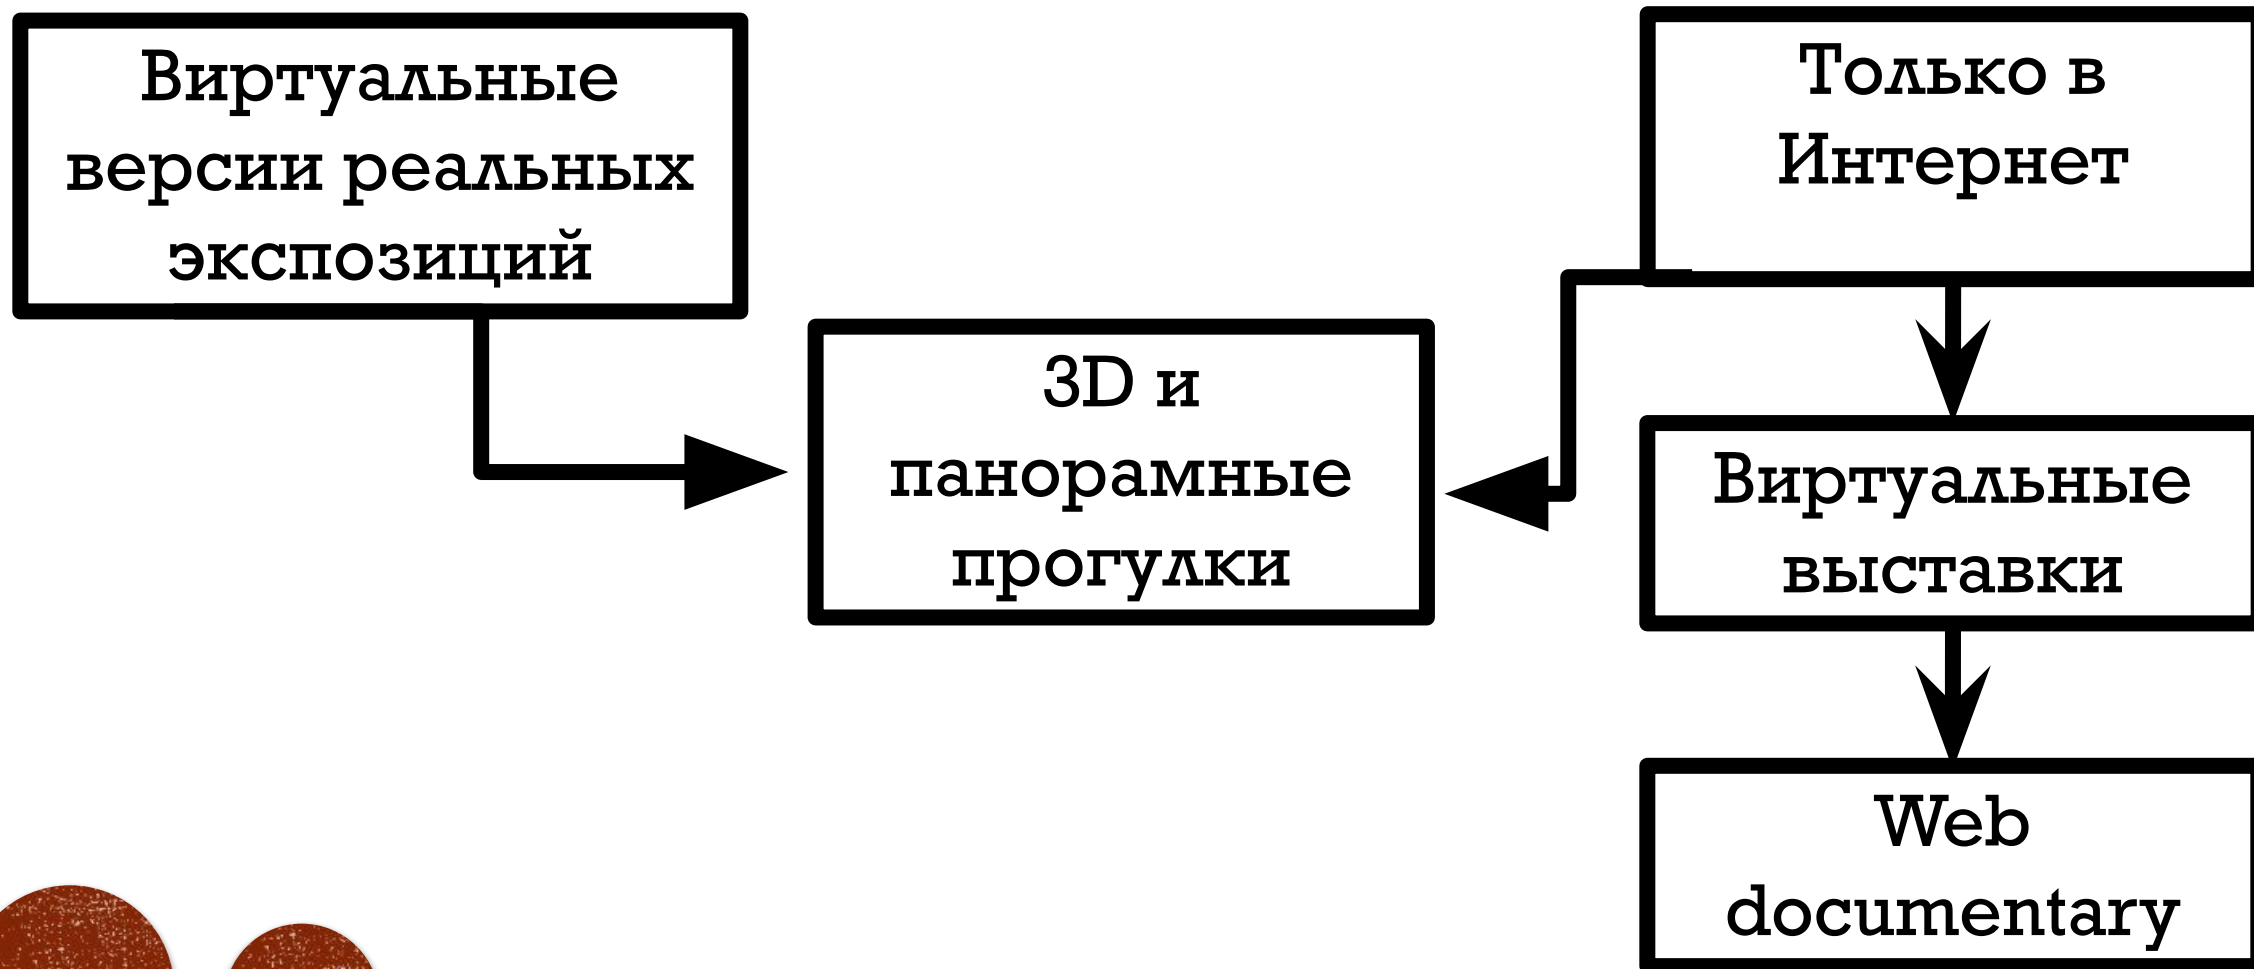 Виртуальные
версии реальных
экспозиций
Только в
Интернет
3D и
панорамные
прогулки
Виртуальные
выставки
Web
documentary